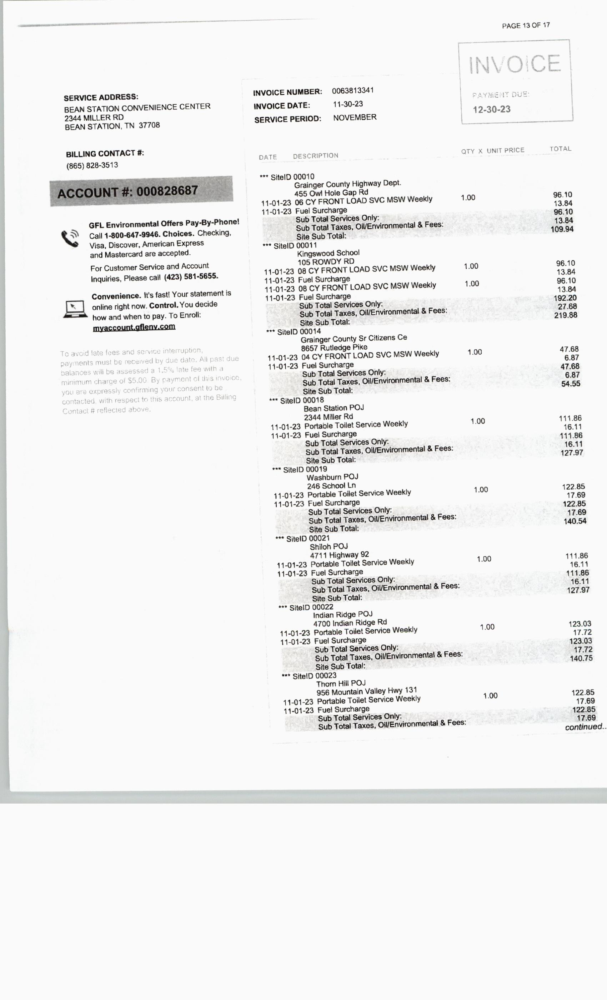 PAGE 13 OF 17
INVOICE
PAYMENT DUE:
12-30-23
SERVICE ADDRESS:
BEAN STATION CONVENIENCE CENTER
2344 MILLER RD
BEAN STATION, TN 37708
INVOICE NUMBER: 0063813341
INVOICE DATE: 11-30-23
SERVICE PERIOD: NOVEMBER
BILLING CONTACT #:
(865) 828-3513
ACCOUNT #: 000828687
GFL Environmental Offers Pay-By-Phone!
Call 1-800-647-9946. Choices. Checking,
Visa, Discover, American Express
and Mastercard are accepted.
For Customer Service and Account
Inquiries, Please call (423) 581-5655.
Convenience. It's fast! Your statement is
online right now. Control. You decide
how and when to pay. To Enroll:
myaccount.gflenv.com
To avoid late fees and service interruption,
payments must be received by due date. All past due
balances will be assessed a 1.5% late fee with a
minimum charge of $5.00. By payment of this invoice,
you are expressly confirming your consent to be
contacted, with respect to this account, at the Billing
Contact # reflected above.
DATE DESCRIPTION QTY X UNIT PRICE TOTAL
*** SiteID 00010
Grainger County Highway Dept.
455 Owl Hole Gap Rd
11-01-23 06 CY FRONT LOAD SVC MSW Weekly 1.00 96.10
11-01-23 Fuel Surcharge 13.84
Sub Total Services Only: 96.10
Sub Total Taxes, Oil/Environmental & Fees: 13.84
Site Sub Total: 109.94
*** SiteID 00011
Kingswood School
105 ROWDY RD
11-01-23 08 CY FRONT LOAD SVC MSW Weekly 1.00 96.10
11-01-23 Fuel Surcharge 13.84
11-01-23 08 CY FRONT LOAD SVC MSW Weekly 1.00 96.10
11-01-23 Fuel Surcharge 13.84
Sub Total Services Only: 192.20
Sub Total Taxes, Oil/Environmental & Fees: 27.68
Site Sub Total: 219.88
*** SiteID 00014
Grainger County Sr Citizens Ce
8657 Rutledge Pike
11-01-23 04 CY FRONT LOAD SVC MSW Weekly 1.00 47.68
11-01-23 Fuel Surcharge 6.87
Sub Total Services Only: 47.68
Sub Total Taxes, Oil/Environmental & Fees: 6.87
Site Sub Total: 54.55
*** SiteID 00018
Bean Station POJ
2344 Miller Rd
11-01-23 Portable Toilet Service Weekly 1.00 111.86
11-01-23 Fuel Surcharge 16.11
Sub Total Services Only: 111.86
Sub Total Taxes, Oil/Environmental & Fees: 16.11
Site Sub Total: 127.97
*** SiteID 00019
Washburn POJ
246 School Ln
11-01-23 Portable Toilet Service Weekly 1.00 122.85
11-01-23 Fuel Surcharge 17.69
Sub Total Services Only: 122.85
Sub Total Taxes, Oil/Environmental & Fees: 17.69
Site Sub Total: 140.54
*** SiteID 00021
Shiloh POJ
4711 Highway 92
11-01-23 Portable Toilet Service Weekly 1.00 111.86
11-01-23 Fuel Surcharge 16.11
Sub Total Services Only: 111.86
Sub Total Taxes, Oil/Environmental & Fees: 16.11
Site Sub Total: 127.97
*** SiteID 00022
Indian Ridge POJ
4700 Indian Ridge Rd
11-01-23 Portable Toilet Service Weekly 1.00 123.03
11-01-23 Fuel Surcharge 17.72
Sub Total Services Only: 123.03
Sub Total Taxes, Oil/Environmental & Fees: 17.72
Site Sub Total: 140.75
*** SiteID 00023
Thorn Hill POJ
956 Mountain Valley Hwy 131
11-01-23 Portable Toilet Service Weekly 1.00 122.85
11-01-23 Fuel Surcharge 17.69
Sub Total Services Only: 122.85
Sub Total Taxes, Oil/Environmental & Fees: 17.69
continued..